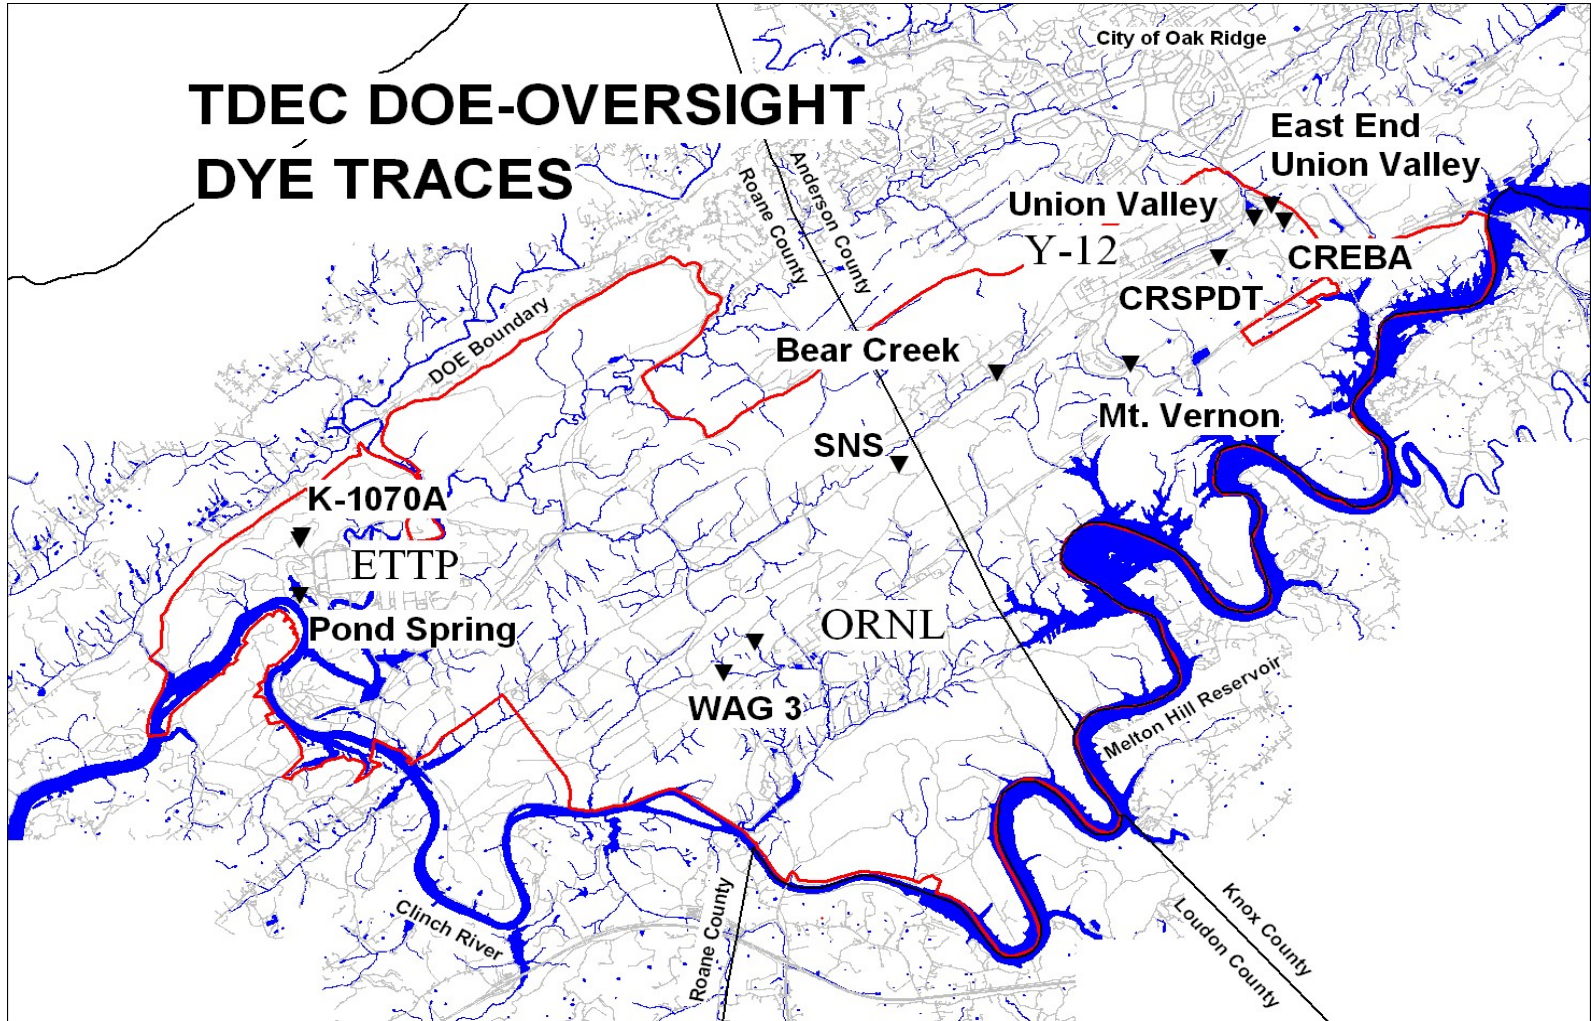 City of Oak Ridge
TDEC DOE-OVERSIGHT
DYE TRACES
East End
Union Valley
Anderson County
Roane County
Union Valley
Y-12
CREBA
CRSPDT
DOE Boundary
Bear Creek
Mt. Vernon
SNS
K-1070A
ETTP
Pond Spring
ORNL
WAG 3
Melton Hill Reservoir
Clinch River
Roane County
Knox County
Loudon County